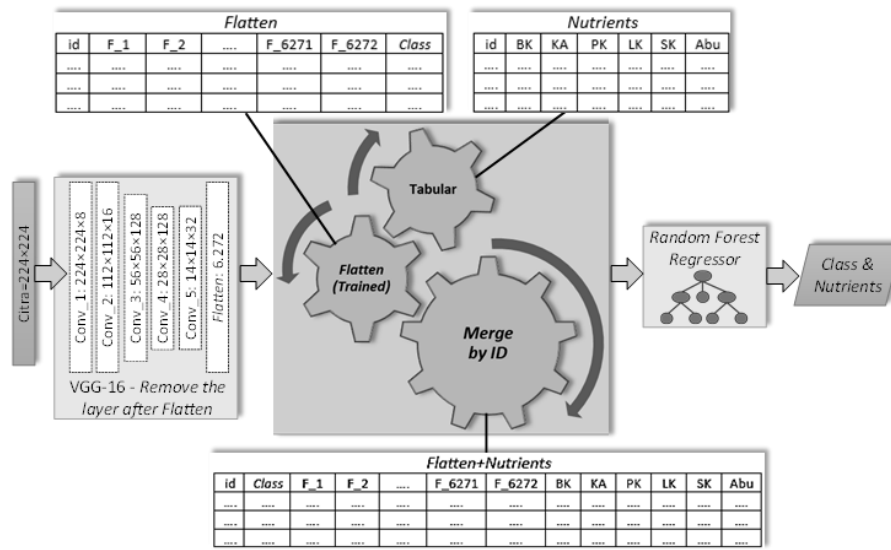 Flatten
id F_1 F_2 .... F_6271 F_6272 Class
.... .... .... .... .... .... ....
.... .... .... .... .... .... ....
.... .... .... .... .... .... ....
Nutrients
id BK KA PK LK SK Abu
.... .... .... .... .... .... ....
.... .... .... .... .... .... ....
.... .... .... .... .... .... ....
Citra=224×224
Conv_1: 224×224×8
Conv_2: 112×112×16
Conv_3: 56×56×128
Conv_4: 28×28×128
Conv_5: 14×14×32
Flatten: 6.272
VGG-16 - Remove the
layer after Flatten
Tabular
Flatten
(Trained)
Merge
by ID
Random Forest
Regressor
Class &
Nutrients
Flatten+Nutrients
id Class F_1 F_2 .... F_6271 F_6272 BK KA PK LK SK Abu
.... .... .... .... .... .... .... .... .... .... .... .... ....
.... .... .... .... .... .... .... .... .... .... .... .... ....
.... .... .... .... .... .... .... .... .... .... .... .... ....